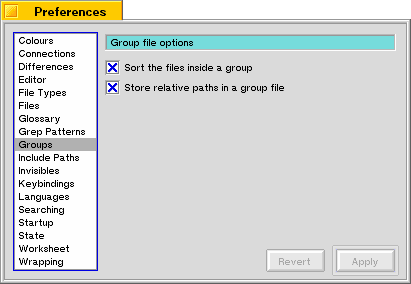 Preferences
Colours
Connections
Differences
Editor
File Types
Files
Glossary
Grep Patterns
Groups
Include Paths
Invisibles
Keybindings
Languages
Searching
Startup
State
Worksheet
Wrapping
Group file options
Sort the files inside a group
Store relative paths in a group file
Revert
Apply